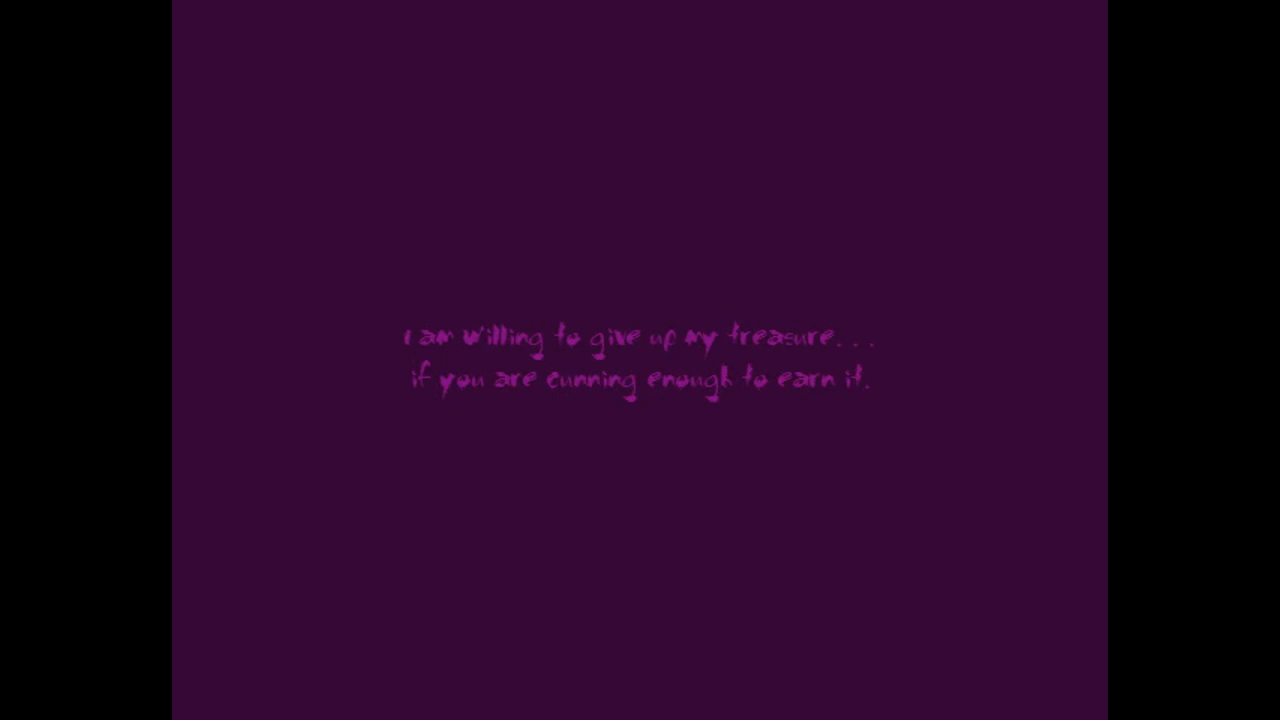 I am willing to give up my treasure. . .
if you are cunning enough to earn it.